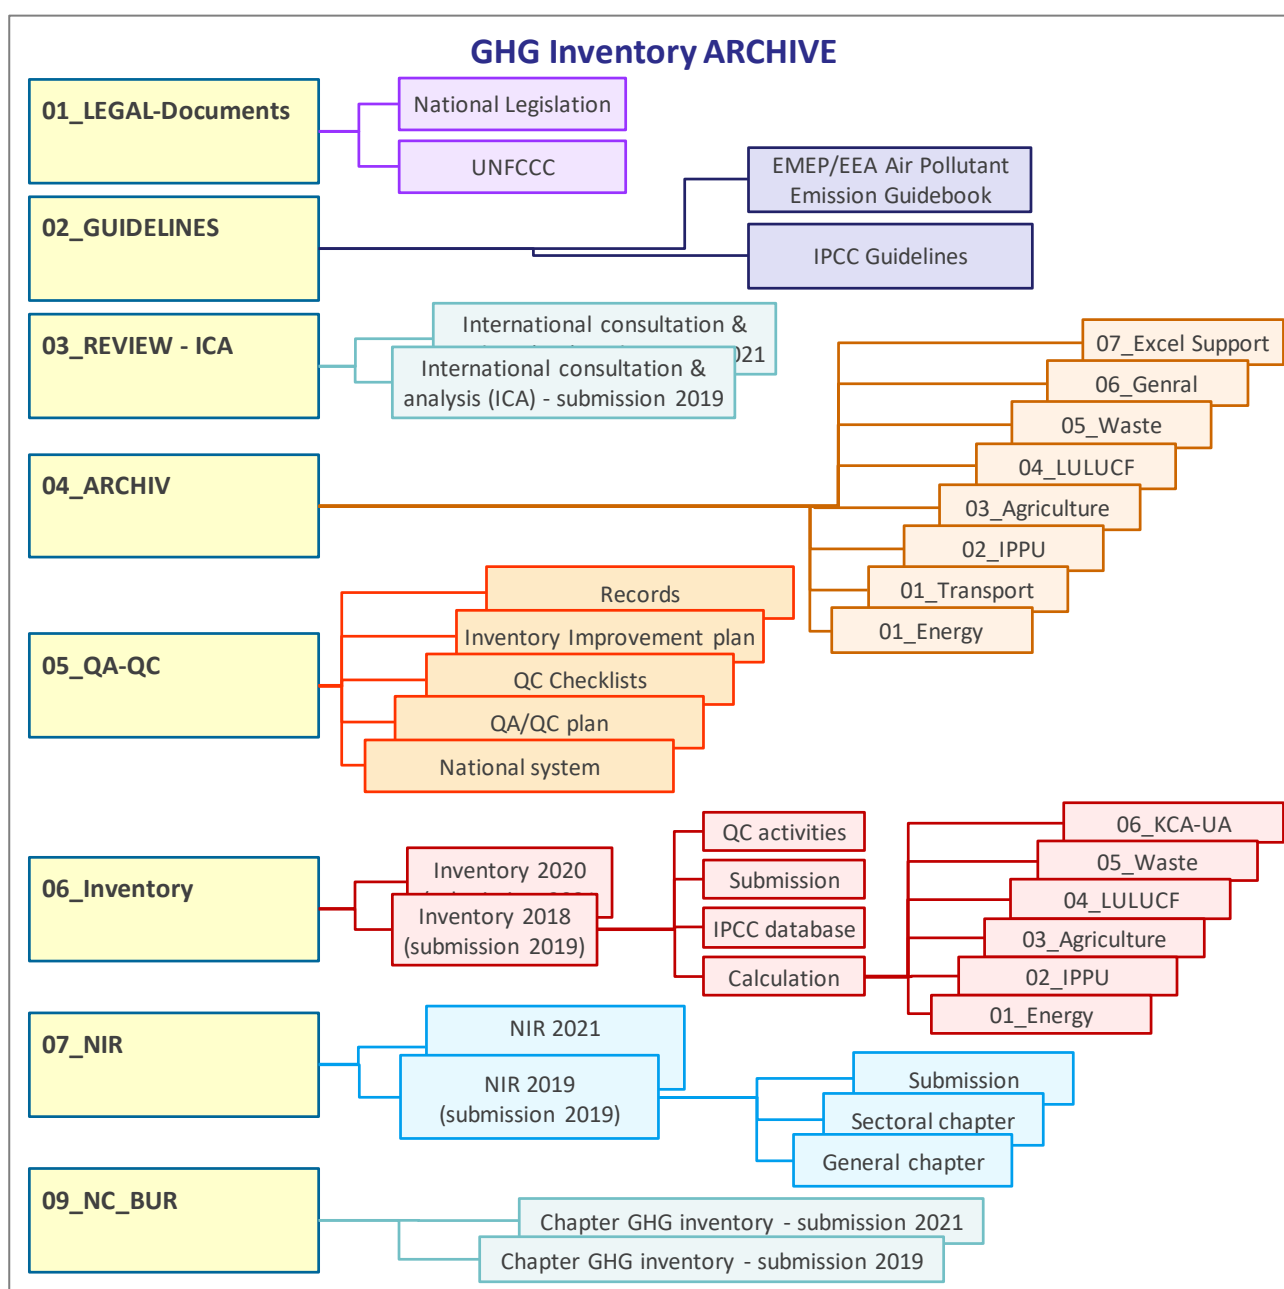 GHG Inventory ARCHIVE
01_LEGAL-Documents
National Legislation
UNFCCC
02_GUIDELINES
EMEP/EEA Air Pollutant
Emission Guidebook
IPCC Guidelines
03_REVIEW - ICA
International consultation &
2021
International consultation &
analysis (ICA) - submission 2019
04_ARCHIV
07_Excel Support
06_Genral
05_Waste
04_LULUCF
03_Agriculture
02_IPPU
01_Transport
01_Energy
05_QA-QC
Records
Inventory Improvement plan
QC Checklists
QA/QC plan
National system
06_Inventory
Inventory 2020
Inventory 2018
(submission 2019)
QC activities
Submission
IPCC database
Calculation
06_KCA-UA
05_Waste
04_LULUCF
03_Agriculture
02_IPPU
01_Energy
07_NIR
NIR 2021
NIR 2019
(submission 2019)
Submission
Sectoral chapter
General chapter
09_NC_BUR
Chapter GHG inventory - submission 2021
Chapter GHG inventory - submission 2019